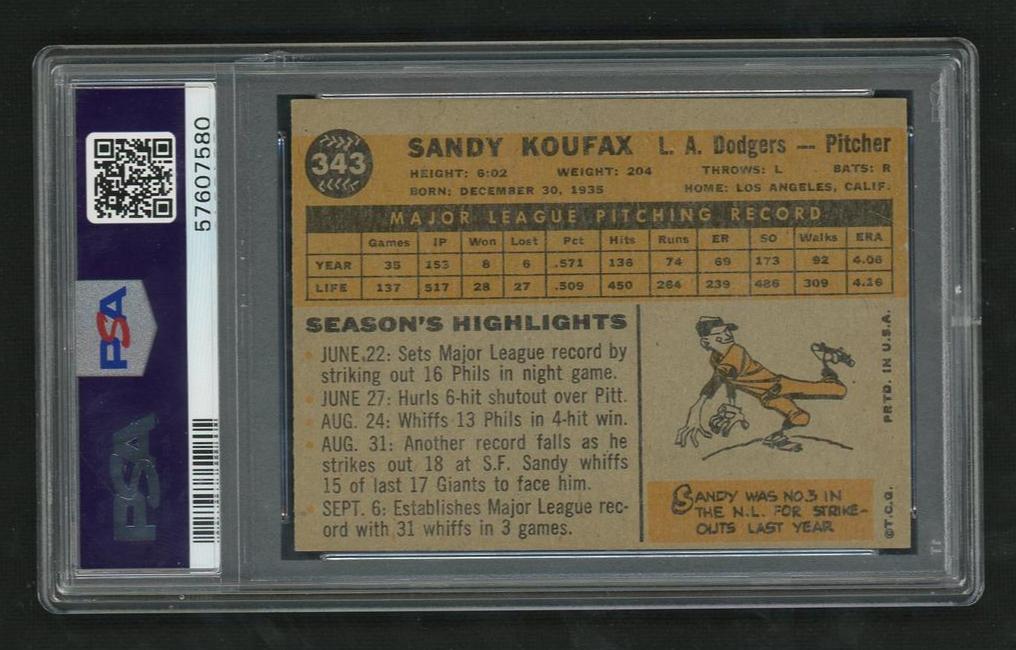 57607580
PSA
PSA
343
SANDY KOUFAX L. A. Dodgers — Pitcher
HEIGHT: 6:02 WEIGHT: 204 THROWS: L BATS: R
BORN: DECEMBER 30, 1935 HOME: LOS ANGELES, CALIF.
MAJOR LEAGUE PITCHING RECORD
Games IP Won Lost Pct Hits Runs ER SO Walks ERA
YEAR 35 153 8 6 .571 136 74 69 173 92 4.06
LIFE 137 517 28 27 .509 450 264 239 486 309 4.16
SEASON'S HIGHLIGHTS
JUNE 22: Sets Major League record by
striking out 16 Phils in night game.
JUNE 27: Hurls 6-hit shutout over Pitt.
AUG. 24: Whiffs 13 Phils in 4-hit win.
AUG. 31: Another record falls as he
strikes out 18 at S.F. Sandy whiffs
15 of last 17 Giants to face him.
SEPT. 6: Establishes Major League rec-
ord with 31 whiffs in 3 games.
SANDY WAS NO.3 IN
THE N.L. FOR STRIKE-
OUTS LAST YEAR
©T.C.G. PRTD. IN U.S.A.